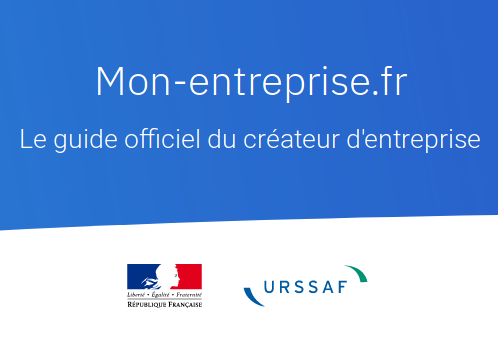 Mon-entreprise.fr
Le guide officiel du créateur d'entreprise
Liberté • Égalité • Fraternité
RÉPUBLIQUE FRANÇAISE
URSSAF